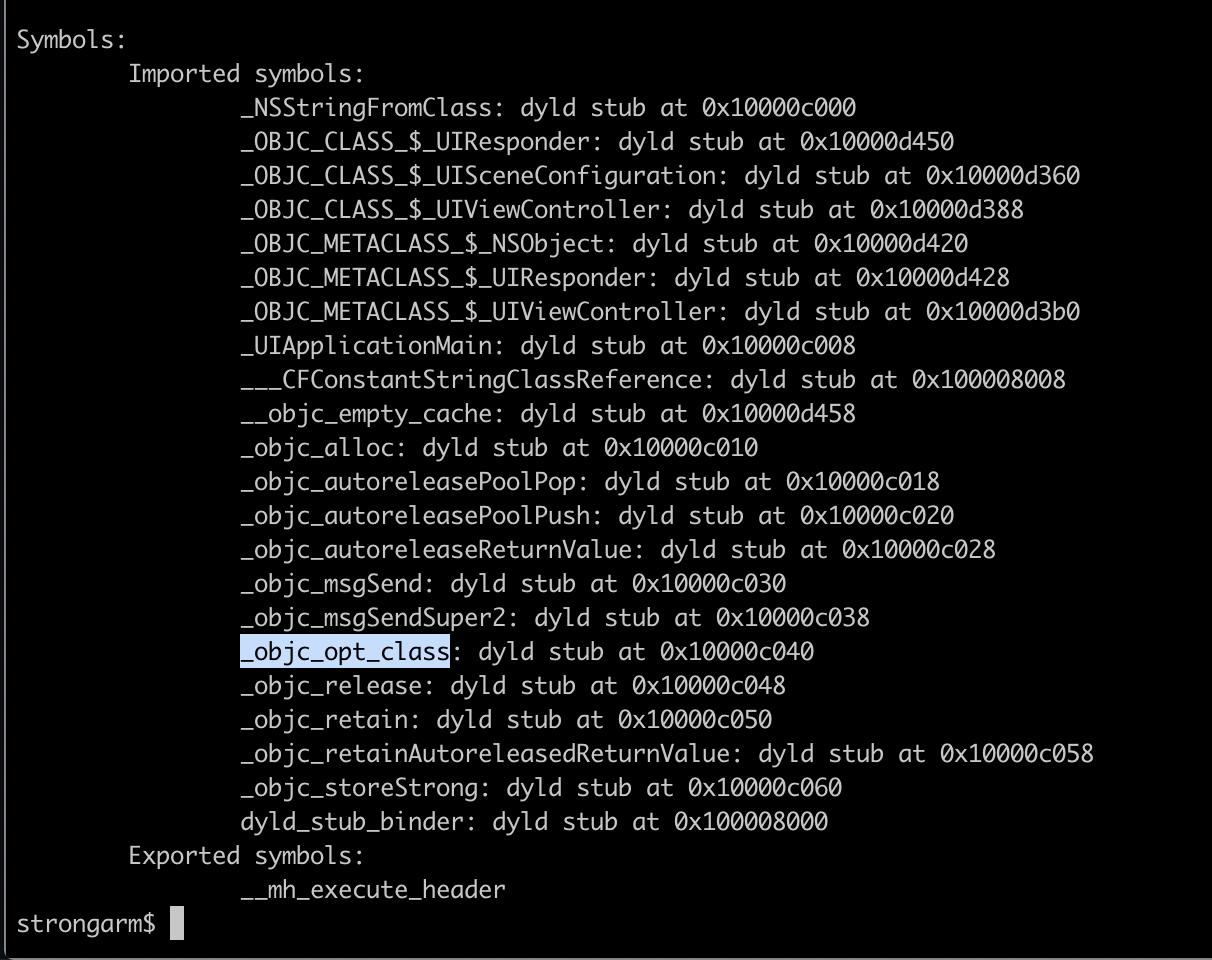 Symbols:
Imported symbols:
_NSStringFromClass: dyld stub at 0x10000c000
_OBJC_CLASS_$_UIResponder: dyld stub at 0x10000d450
_OBJC_CLASS_$_UISceneConfiguration: dyld stub at 0x10000d360
_OBJC_CLASS_$_UIViewController: dyld stub at 0x10000d388
_OBJC_METACLASS_$_NSObject: dyld stub at 0x10000d420
_OBJC_METACLASS_$_UIResponder: dyld stub at 0x10000d428
_OBJC_METACLASS_$_UIViewController: dyld stub at 0x10000d3b0
_UIApplicationMain: dyld stub at 0x10000c008
___CFConstantStringClassReference: dyld stub at 0x100008008
__objc_empty_cache: dyld stub at 0x10000d458
_objc_alloc: dyld stub at 0x10000c010
_objc_autoreleasePoolPop: dyld stub at 0x10000c018
_objc_autoreleasePoolPush: dyld stub at 0x10000c020
_objc_autoreleaseReturnValue: dyld stub at 0x10000c028
_objc_msgSend: dyld stub at 0x10000c030
_objc_msgSendSuper2: dyld stub at 0x10000c038
_objc_opt_class: dyld stub at 0x10000c040
_objc_release: dyld stub at 0x10000c048
_objc_retain: dyld stub at 0x10000c050
_objc_retainAutoreleasedReturnValue: dyld stub at 0x10000c058
_objc_storeStrong: dyld stub at 0x10000c060
dyld_stub_binder: dyld stub at 0x100008000
Exported symbols:
__mh_execute_header
strongarm$